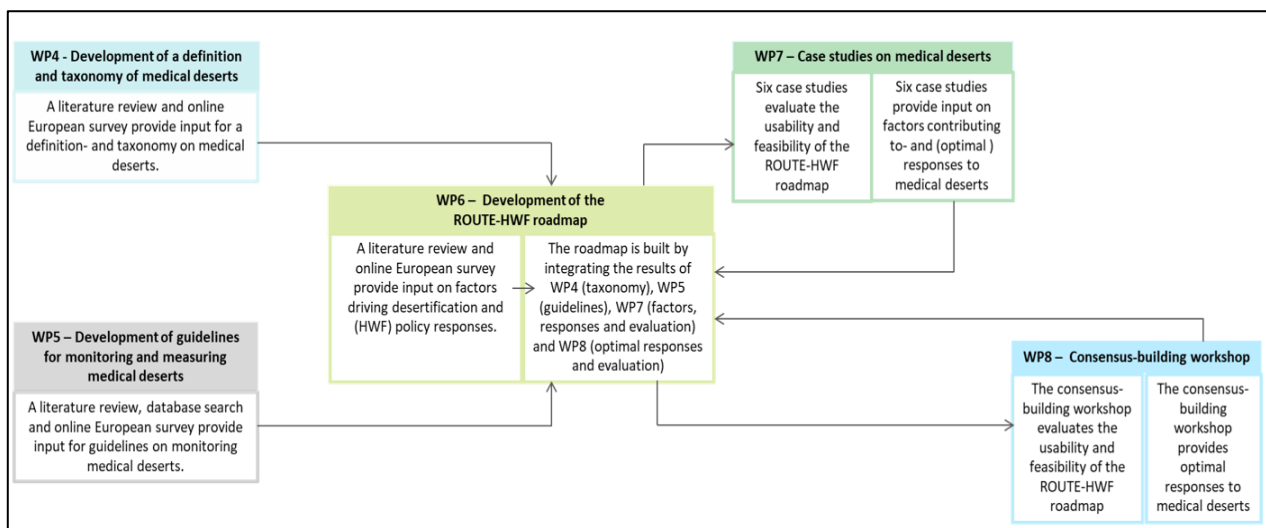 WP4 - Development of a definition
and taxonomy of medical deserts
A literature review and online
European survey provide input for a
definition- and taxonomy on medical
deserts.
WP5 – Development of guidelines
for monitoring and measuring
medical deserts
A literature review, database search
and online European survey provide
input for guidelines on monitoring
medical deserts.
WP6 – Development of the
ROUTE-HWF roadmap
A literature review and
online European survey
provide input on factors
driving desertification and
(HWF) policy responses.
The roadmap is built by
integrating the results of
WP4 (taxonomy), WP5
(guidelines), WP7 (factors,
responses and evaluation)
and WP8 (optimal responses
and evaluation)
WP7 – Case studies on medical deserts
Six case studies
evaluate the
usability and
feasibility of the
ROUTE-HWF
roadmap
Six case studies
provide input on
factors contributing
to- and (optimal )
responses to
medical deserts
WP8 – Consensus-building workshop
The consensus-
building workshop
evaluates the
usability and
feasibility of the
ROUTE-HWF
roadmap
The consensus-
building
workshop
provides
optimal
responses to
medical deserts